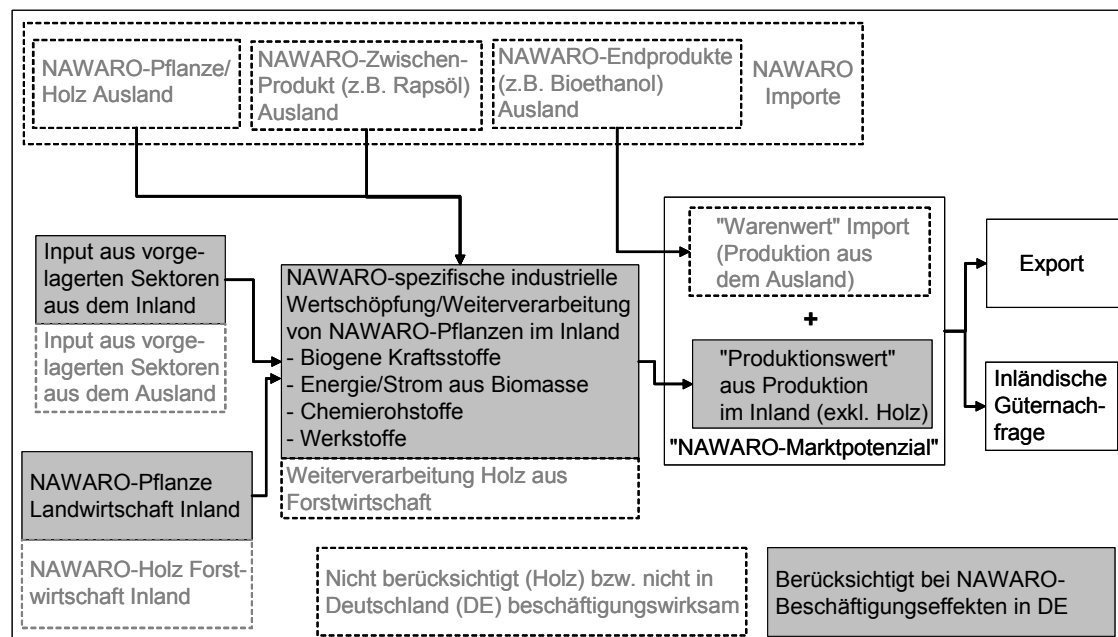 NAWARO-Pflanze/
Holz Ausland
NAWARO-Zwischen-
Produkt (z.B. Rapsöl)
Ausland
NAWARO-Endprodukte
(z.B. Bioethanol)
Ausland
NAWARO
Importe
Input aus vorge-
lagerten Sektoren
aus dem Inland
Input aus vorge-
lagerten Sektoren
aus dem Ausland
NAWARO-Pflanze
Landwirtschaft Inland
NAWARO-Holz Forst-
wirtschaft Inland
NAWARO-spezifische industrielle
Wertschöpfung/Weiterverarbeitung
von NAWARO-Pflanzen im Inland
- Biogene Kraftsstoffe
- Energie/Strom aus Biomasse
- Chemierohstoffe
- Werkstoffe
Weiterverarbeitung Holz aus
Forstwirtschaft
"Warenwert" Import
(Produktion aus
dem Ausland)
+
"Produktionswert"
aus Produktion
im Inland (exkl. Holz)
"NAWARO-Marktpotenzial"
Export
Inländische
Güternach-
frage
Nicht berücksichtigt (Holz) bzw. nicht in
Deutschland (DE) beschäftigungswirksam
Berücksichtigt bei NAWARO-
Beschäftigungseffekten in DE